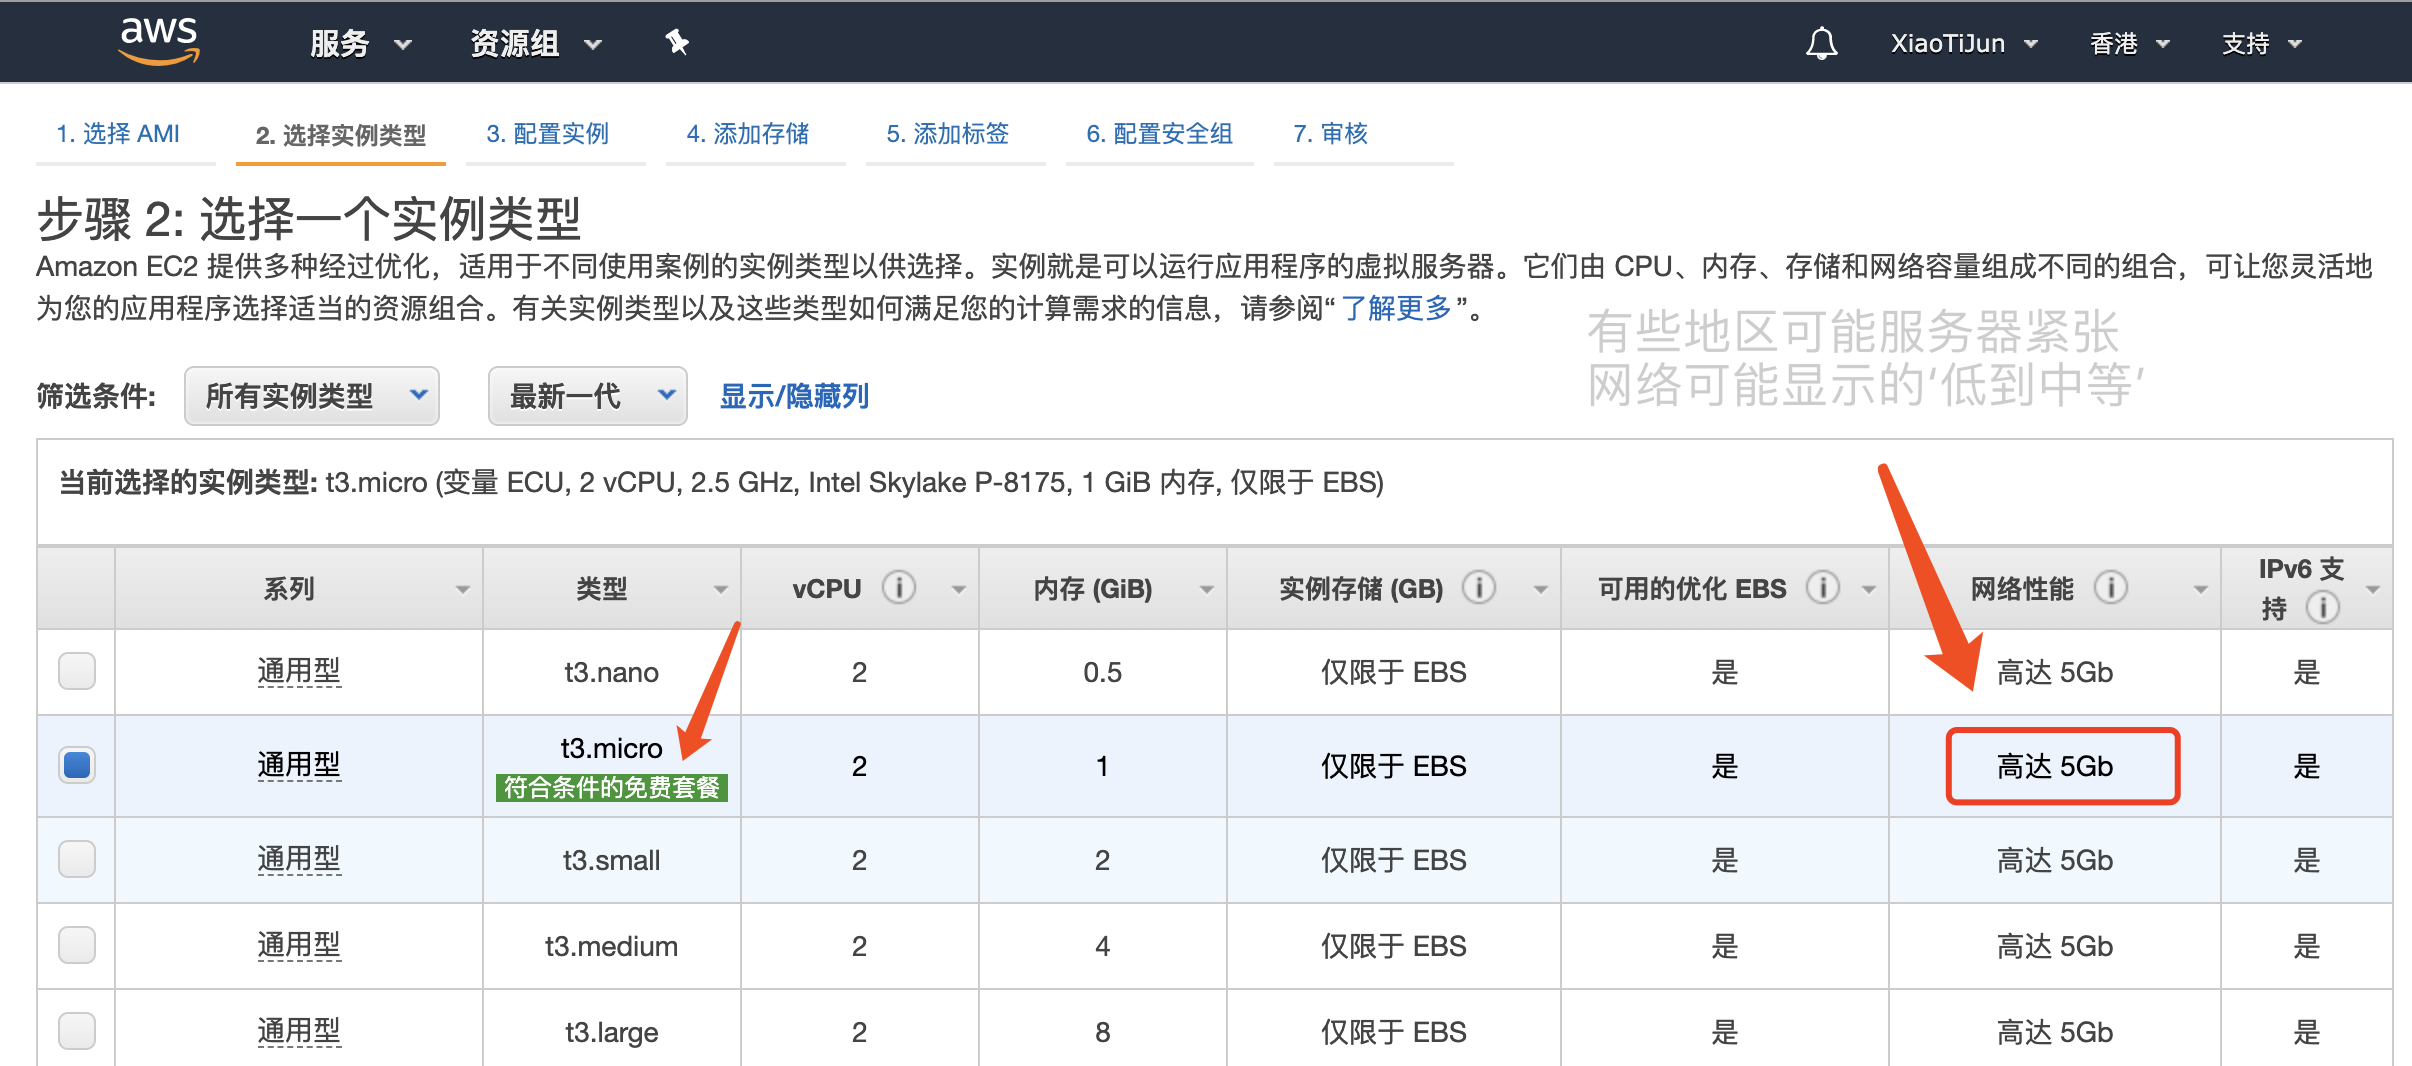 aws 服务 资源组 XiaoTiJun 香港 支持
1. 选择 AMI 2. 选择实例类型 3. 配置实例 4. 添加存储 5. 添加标签 6. 配置安全组 7. 审核
步骤 2: 选择一个实例类型
Amazon EC2 提供多种经过优化，适用于不同使用案例的实例类型以供选择。实例就是可以运行应用程序的虚拟服务器。它们由 CPU、内存、存储和网络容量组成不同的组合，可让您灵活地
为您的应用程序选择适当的资源组合。有关实例类型以及这些类型如何满足您的计算需求的信息，请参阅“了解更多”。
有些地区可能服务器紧张
网络可能显示的‘低到中等’
筛选条件: 所有实例类型 最新一代 显示/隐藏列
当前选择的实例类型: t3.micro (变量 ECU, 2 vCPU, 2.5 GHz, Intel Skylake P-8175, 1 GiB 内存, 仅限于 EBS)
系列 类型 vCPU 内存 (GiB) 实例存储 (GB) 可用的优化 EBS 网络性能 IPv6 支
持
通用型 t3.nano 2 0.5 仅限于 EBS 是 高达 5Gb 是
通用型 t3.micro 2 1 仅限于 EBS 是 高达 5Gb 是
符合条件的免费套餐
通用型 t3.small 2 2 仅限于 EBS 是 高达 5Gb 是
通用型 t3.medium 2 4 仅限于 EBS 是 高达 5Gb 是
通用型 t3.large 2 8 仅限于 EBS 是 高达 5Gb 是